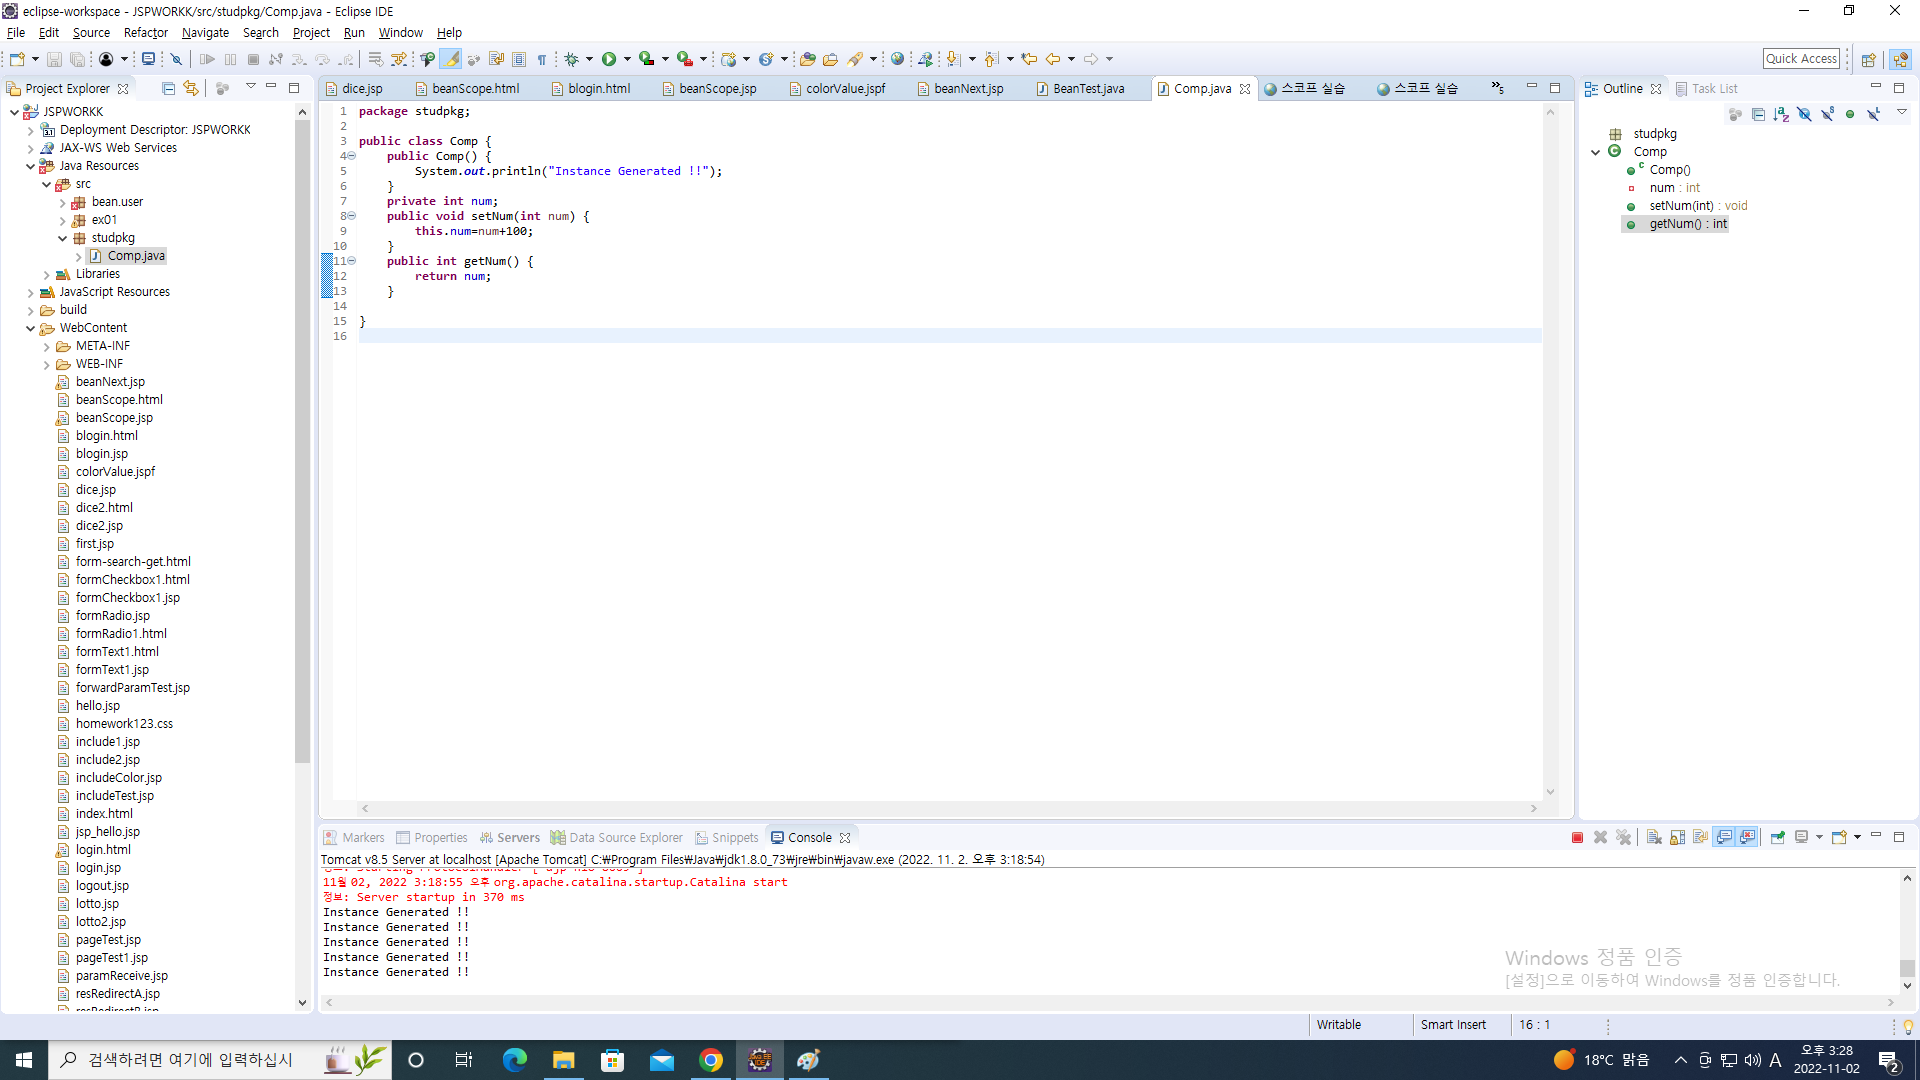 eclipse-workspace - JSPWORKK/src/studpkg/Comp.java - Eclipse IDE
File Edit Source Refactor Navigate Search Project Run Window Help
Quick Access
Project Explorer
JSPWORKK
Deployment Descriptor: JSPWORKK
JAX-WS Web Services
Java Resources
src
bean.user
ex01
studpkg
Comp.java
Libraries
JavaScript Resources
build
WebContent
META-INF
WEB-INF
beanNext.jsp
beanScope.html
beanScope.jsp
blogin.html
blogin.jsp
colorValue.jspf
dice.jsp
dice2.html
dice2.jsp
first.jsp
form-search-get.html
formCheckbox1.html
formCheckbox1.jsp
formRadio.jsp
formRadio1.html
formText1.html
formText1.jsp
forwardParamTest.jsp
hello.jsp
homework123.css
include1.jsp
include2.jsp
includeColor.jsp
includeTest.jsp
index.html
jsp_hello.jsp
login.html
login.jsp
logout.jsp
lotto.jsp
lotto2.jsp
pageTest.jsp
pageTest1.jsp
paramReceive.jsp
resRedirectA.jsp
resRedirectB.jsp
dice.jsp beanScope.html blogin.html beanScope.jsp colorValue.jspf beanNext.jsp BeanTest.java Comp.java 스코프 실습 스코프 실습 »5
1 package studpkg;
2
3 public class Comp {
4 public Comp() {
5 System.out.println("Instance Generated !!");
6 }
7 private int num;
8 public void setNum(int num) {
9 this.num=num+100;
10 }
11 public int getNum() {
12 return num;
13 }
14
15 }
16
Outline Task List
studpkg
Comp
Comp()
num : int
setNum(int) : void
getNum() : int
Markers Properties Servers Data Source Explorer Snippets Console
Tomcat v8.5 Server at localhost [Apache Tomcat] C:₩Program Files₩Java₩jdk1.8.0_73₩jre₩bin₩javaw.exe (2022. 11. 2. 오후 3:18:54)
정보: Starting ProtocolHandler ["ajp-nio-8009"]
11월 02, 2022 3:18:55 오후 org.apache.catalina.startup.Catalina start
정보: Server startup in 370 ms
Instance Generated !!
Instance Generated !!
Instance Generated !!
Instance Generated !!
Instance Generated !!
Windows 정품 인증
[설정]으로 이동하여 Windows를 정품 인증합니다.
Writable Smart Insert 16 : 1
검색하려면 여기에 입력하십시
JAVA EE IDE
18°C 맑음
A
오후 3:28
2022-11-02
2